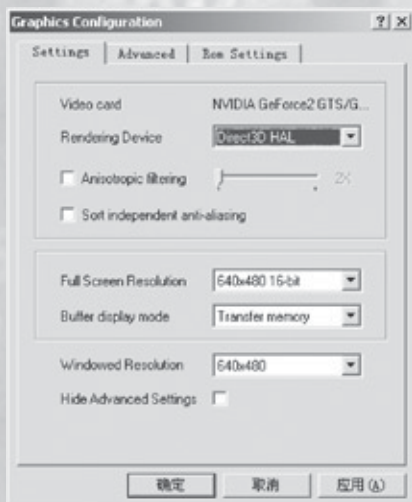 Graphics Configuration
Settings Advanced Rom Settings
Video card NVIDIA GeForce2 GTS/G...
Rendering Device Direct3D HAL
Anisotropic filtering 2X
Sort independent anti-aliasing
Full Screen Resolution 640x480 16-bit
Buffer display mode Transfer memory
Windowed Resolution 640x480
Hide Advanced Settings
确定 取消 应用 (A)